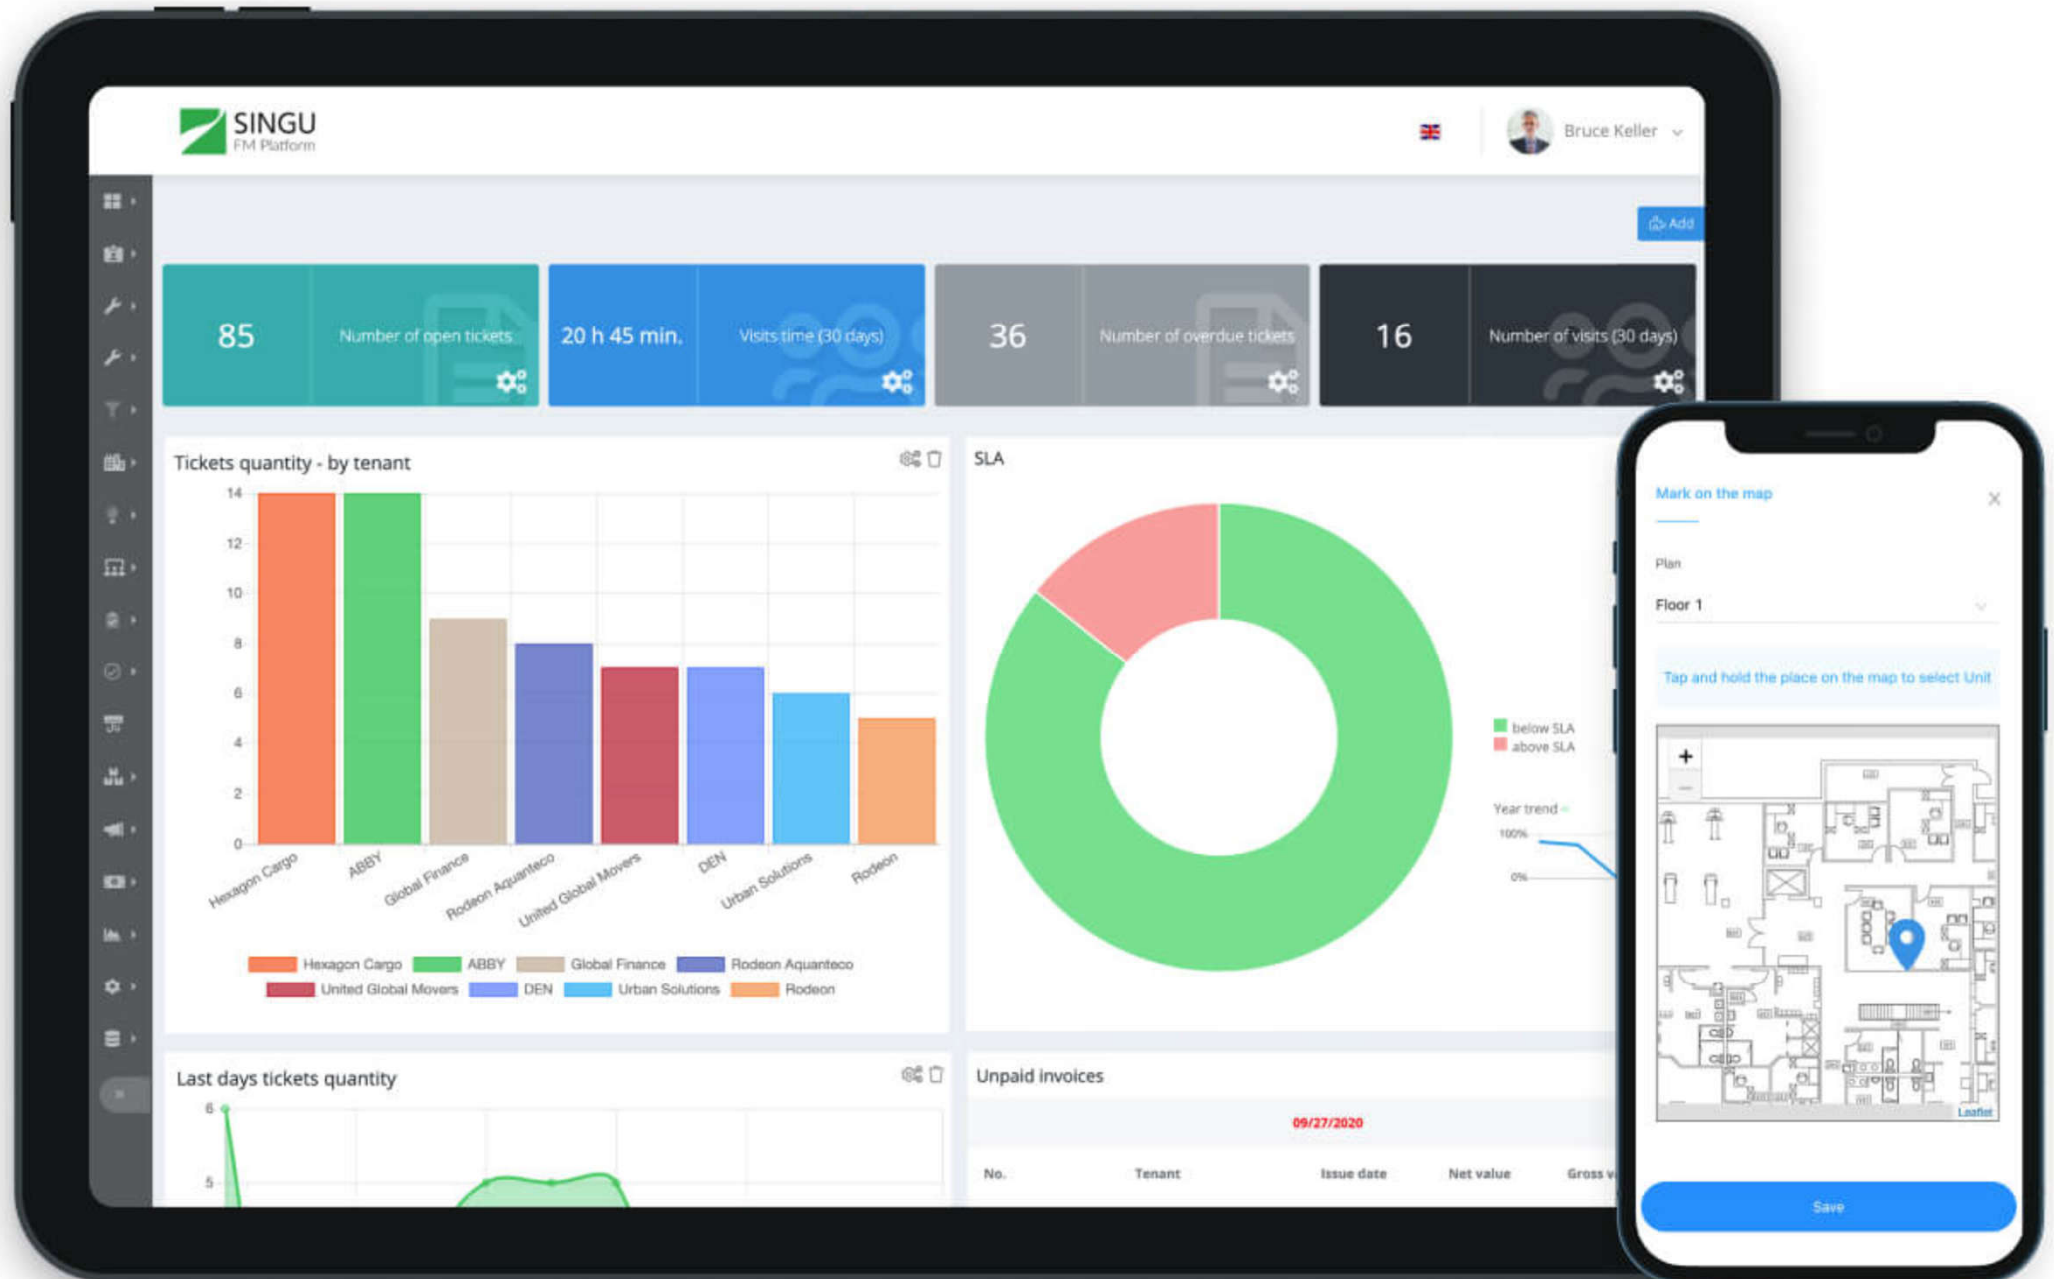 SINGU
FM Platform
Bruce Keller
Add
85
Number of open tickets
20 h 45 min.
Visits time (30 days)
36
Number of overdue tickets
16
Number of visits (30 days)
Tickets quantity - by tenant
14
12
10
8
6
4
2
0
Hexagon Cargo
ABBY
Global Finance
Rodeon Aquanteco
United Global Movers
DEN
Urban Solutions
Rodeon
Hexagon Cargo ABBY Global Finance Rodeon Aquanteco
United Global Movers DEN Urban Solutions Rodeon
SLA
below SLA
above SLA
Year trend
100%
0%
Last days tickets quantity
6
5
Unpaid invoices
09/27/2020
No. Tenant Issue date Net value Gross v
Mark on the map
Plan
Floor 1
Tap and hold the place on the map to select Unit
+
−
Leaflet
Save